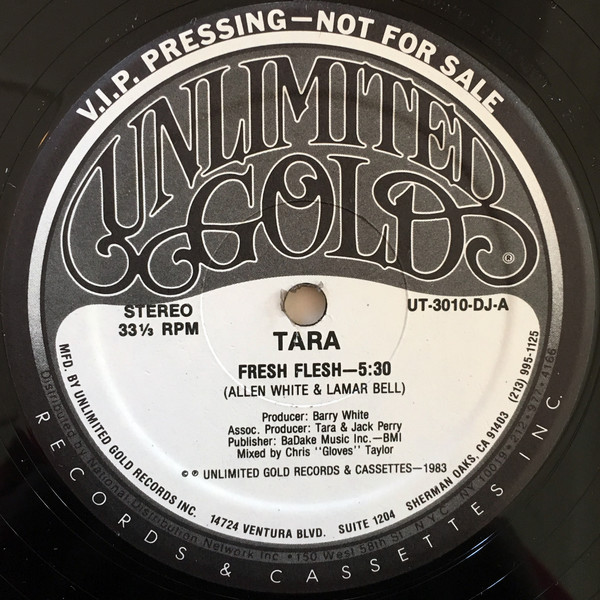 V.I.P. PRESSING—NOT FOR SALE
UNLIMITED
GOLD®
STEREO
33⅓ RPM
UT-3010-DJ-A
TARA
FRESH FLESH—5:30
(ALLEN WHITE & LAMAR BELL)
Producer: Barry White
Assoc. Producer: Tara & Jack Perry
Publisher: BaDake Music Inc.—BMI
Mixed by Chris "Gloves" Taylor
© ℗ UNLIMITED GOLD RECORDS & CASSETTES—1983
MFD. BY UNLIMITED GOLD RECORDS INC. 14724 VENTURA BLVD. SUITE 1204 SHERMAN OAKS, CA 91403 (213) 995-1125
Distributed by National Distribution Network Inc • 150 West 58th St. N.Y.C. N.Y. 10019 • 212 • 977 • 4166
RECORDS & CASSETTES INC.